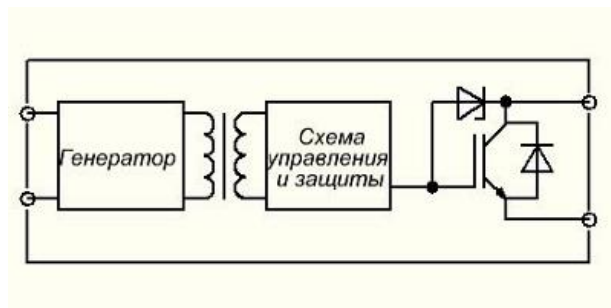 Генератор
Схема
управления
и защиты